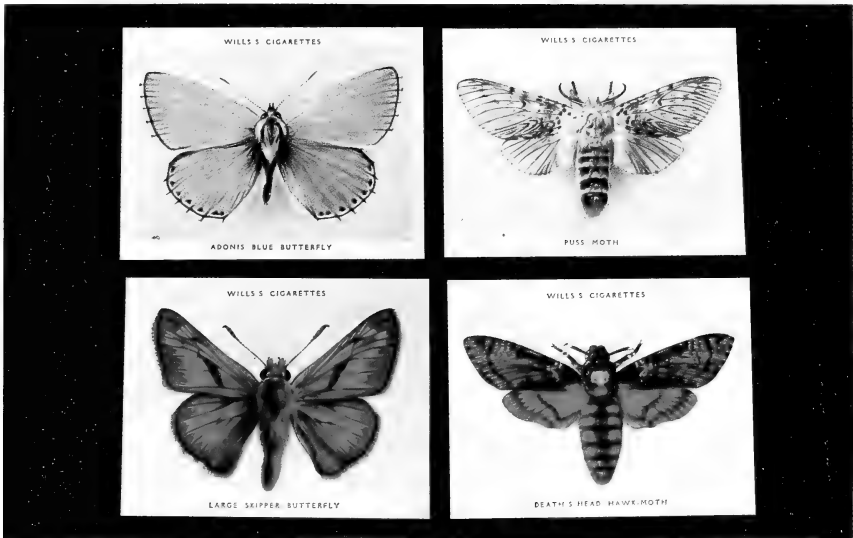 WILLS'S CIGARETTES
ADONIS BLUE BUTTERFLY
WILLS'S CIGARETTES
PUSS MOTH
WILLS'S CIGARETTES
LARGE SKIPPER BUTTERFLY
WILLS'S CIGARETTES
DEATH'S HEAD HAWK-MOTH